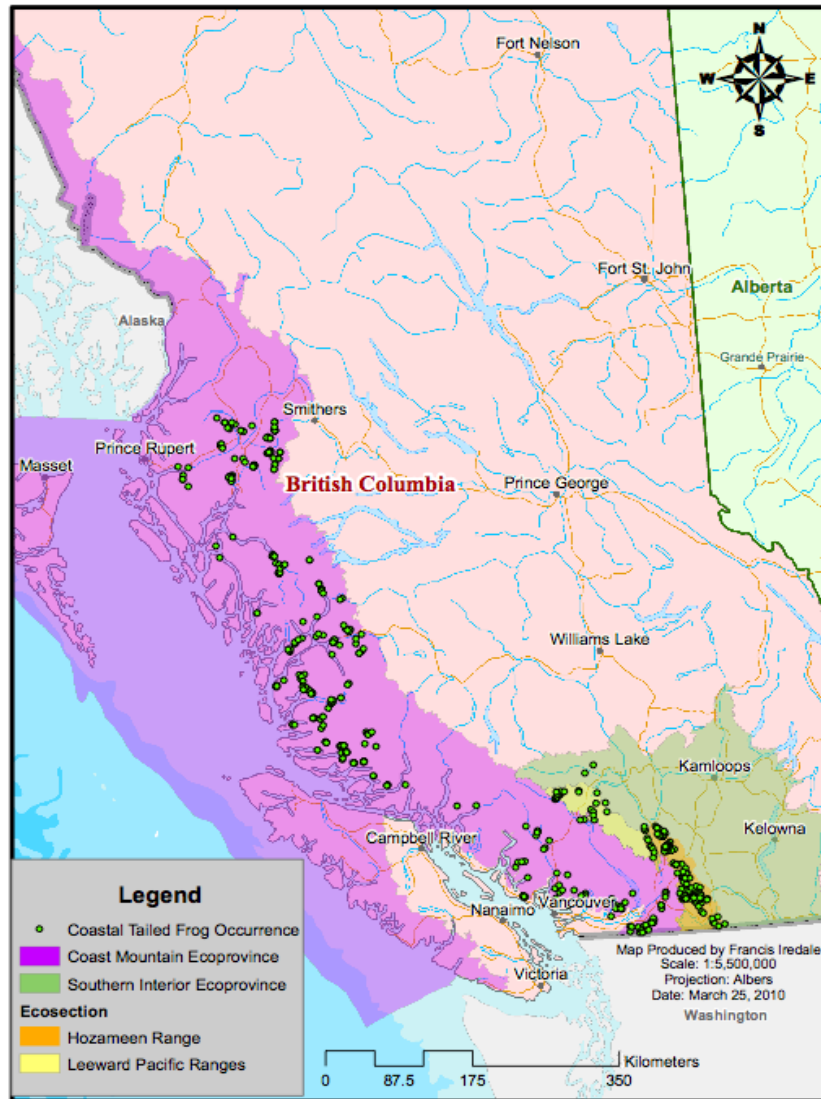 Fort Nelson
N
W
E
S
Fort St. John
Alberta
Alaska
Grande Prairie
Smithers
Prince Rupert
Masset
British Columbia
Prince George
Williams Lake
Kamloops
Kelowna
Campbell River
Nanaimo
Vancouver
Victoria
Legend
Coastal Tailed Frog Occurrence
Coast Mountain Ecoprovince
Southern Interior Ecoprovince
Ecosection
Hozameen Range
Leeward Pacific Ranges
Map Produced by Francis Iredale
Scale: 1:5,500,000
Projection: Albers
Date: March 25, 2010
Washington
Kilometers
0 87.5 175 350